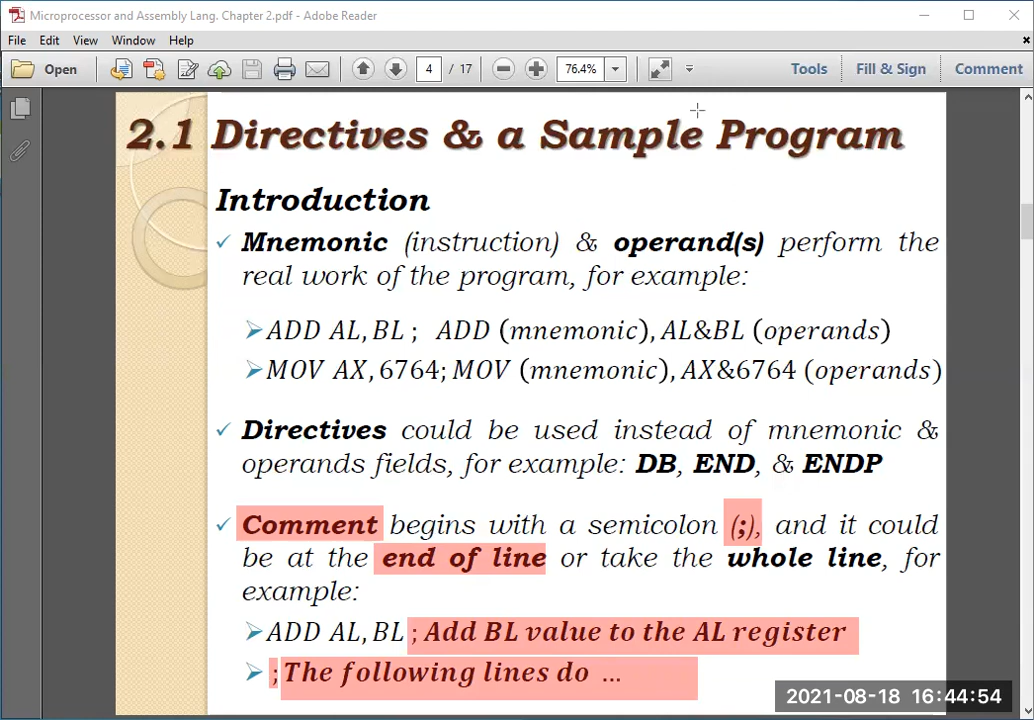 Microprocessor and Assembly Lang. Chapter 2.pdf - Adobe Reader
File Edit View Window Help
Open 4 / 17 76.4% Tools Fill & Sign Comment
2.1 Directives & a Sample Program
Introduction
✓ Mnemonic (instruction) & operand(s) perform the
real work of the program, for example:
➢ADD AL, BL ; ADD (mnemonic), AL&BL (operands)
➢MOV AX, 6764; MOV (mnemonic), AX&6764 (operands)
✓ Directives could be used instead of mnemonic &
operands fields, for example: DB, END, & ENDP
✓ Comment begins with a semicolon (;), and it could
be at the end of line or take the whole line, for
example:
➢ADD AL, BL ; Add BL value to the AL register
➢ ; The following lines do ...
2021-08-18 16:44:54